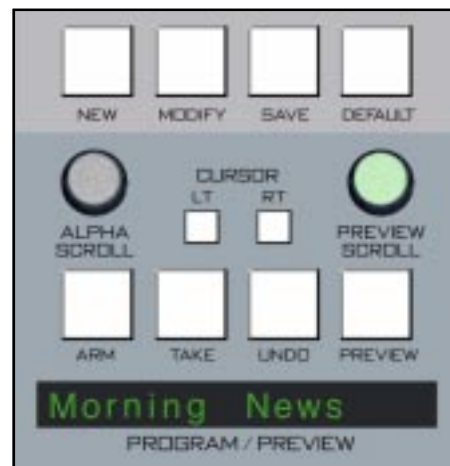 NEW MODIFY SAVE DEFAULT
CURSOR
LT RT
ALPHA SCROLL
PREVIEW SCROLL
ARM TAKE UNDO PREVIEW
Morning News
PROGRAM / PREVIEW